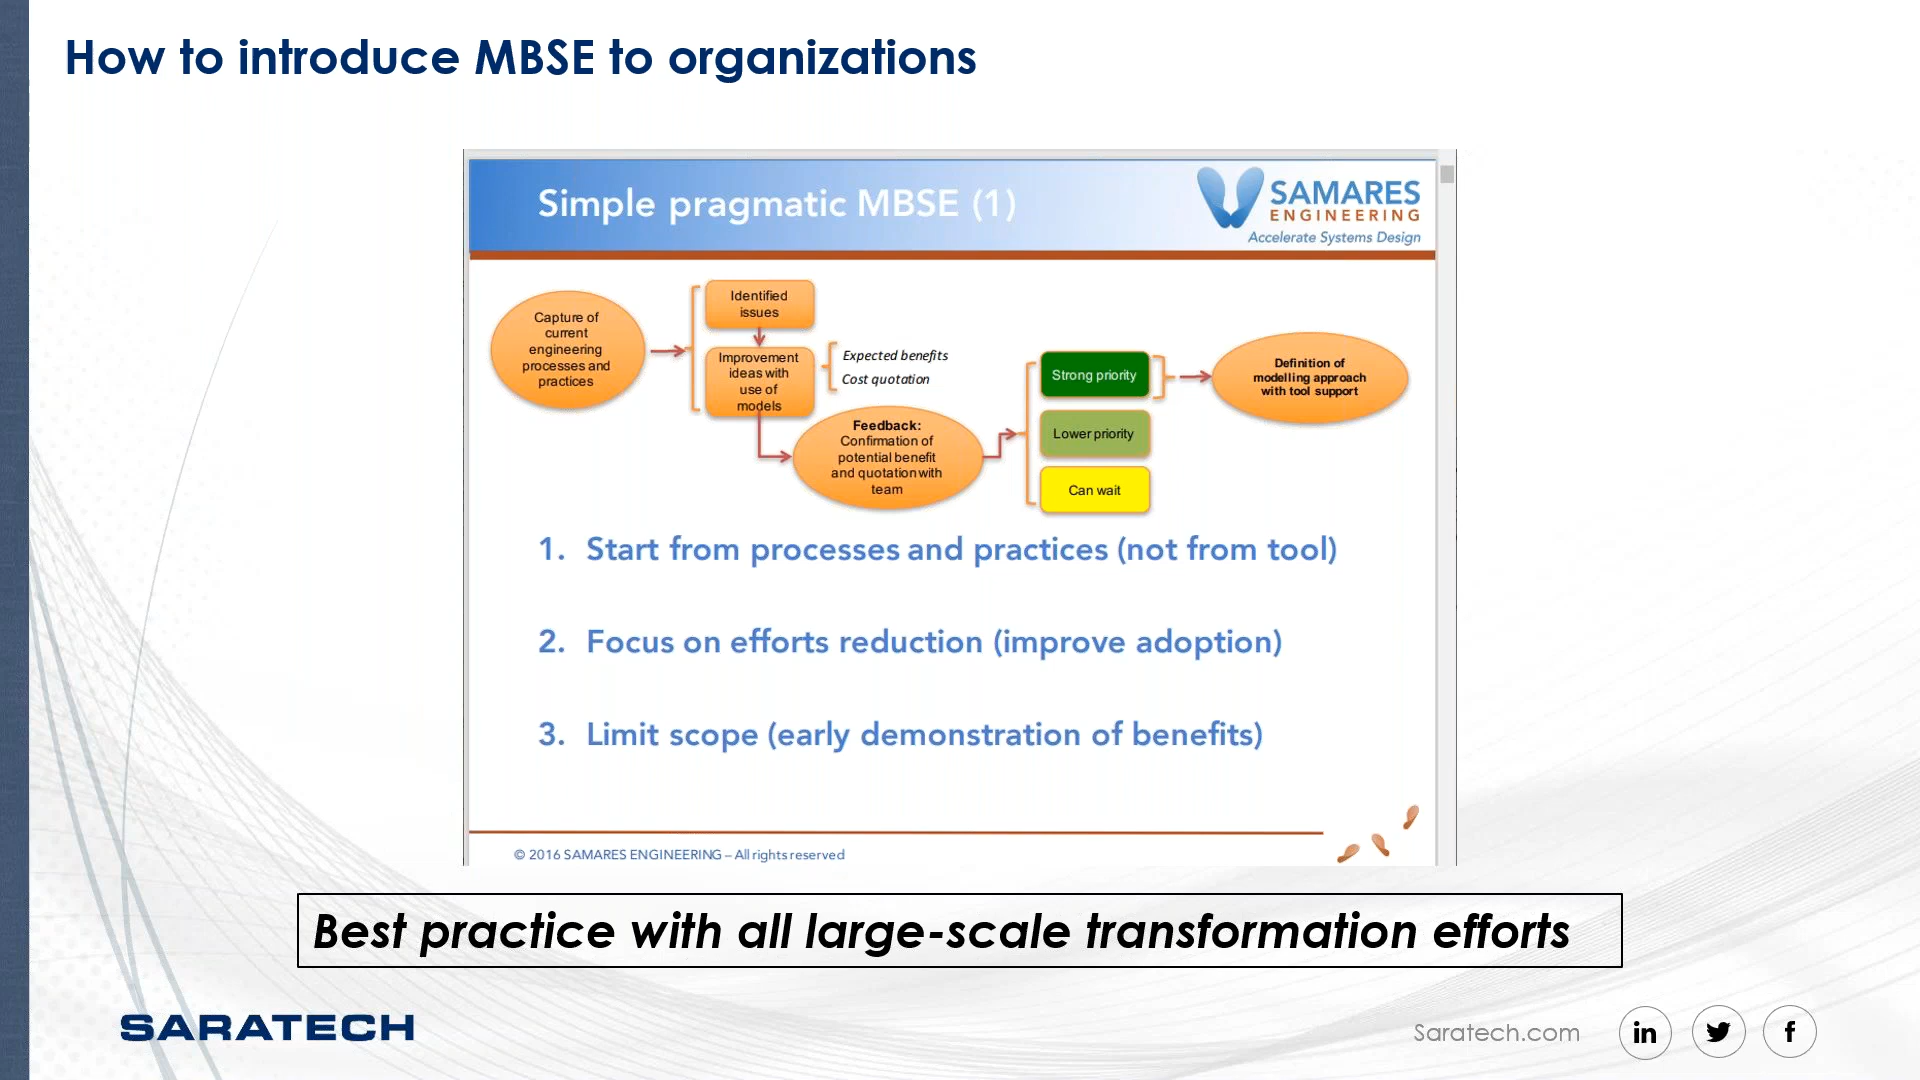 How to introduce MBSE to organizations
Simple pragmatic MBSE (1)
SAMARES
ENGINEERING
Accelerate Systems Design
Capture of
current
engineering
processes and
practices
Identified
issues
Improvement
ideas with
use of
models
Expected benefits
Cost quotation
Feedback:
Confirmation of
potential benefit
and quotation with
team
Strong priority
Lower priority
Can wait
Definition of
modelling approach
with tool support
1. Start from processes and practices (not from tool)
2. Focus on efforts reduction (improve adoption)
3. Limit scope (early demonstration of benefits)
© 2016 SAMARES ENGINEERING – All rights reserved
Best practice with all large-scale transformation efforts
SARATECH
Saratech.com
in
f